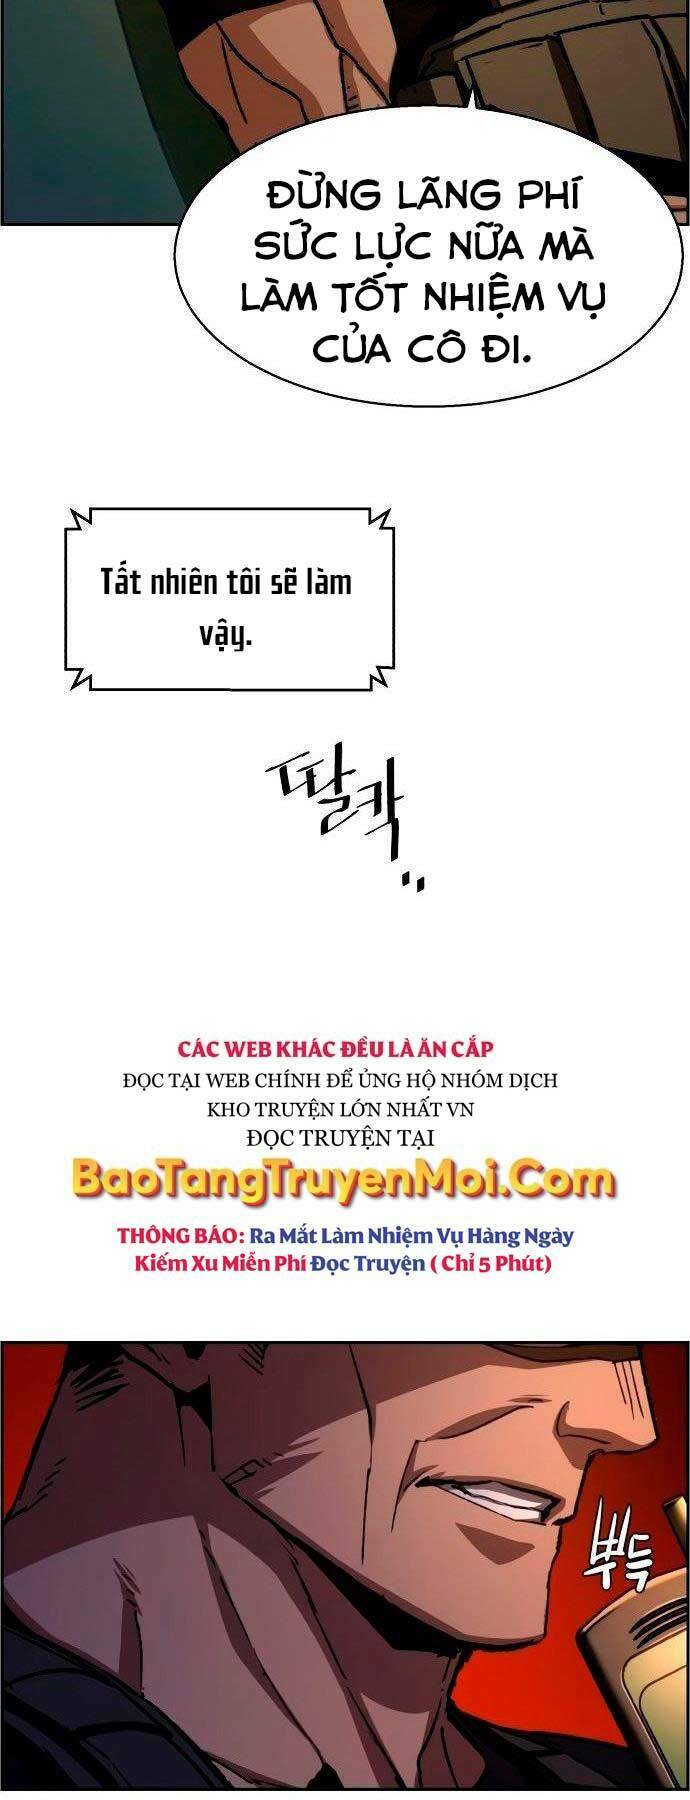 ĐỪNG LÃNG PHÍ
SỨC LỰC NỮA MÀ
LÀM TỐT NHIỆM VỤ
CỦA CÔ ĐI.
Tất nhiên tôi sẽ làm
vậy.
딸칵
CÁC WEB KHÁC ĐỀU LÀ ĂN CẮP
ĐỌC TẠI WEB CHÍNH ĐỂ ỦNG HỘ NHÓM DỊCH
KHO TRUYỆN LỚN NHẤT VN
ĐỌC TRUYỆN TẠI
BaoTangTruyenMoi.Com
THÔNG BÁO: Ra Mắt Làm Nhiệm Vụ Hàng Ngày
Kiếm Xu Miễn Phí Đọc Truyện ( Chỉ 5 Phút)
뿌득